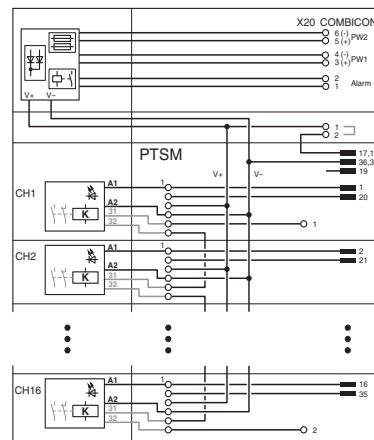 X20 COMBICON
6 (-)
5 (+) PW2
4 (-)
3 (+) PW1
2
1 Alarm
V+ V−
1
2
17,1
36,3
19
PTSM
V+ V−
CH1
A1
A2
31
32
K
1
1
20
1
CH2
A1
A2
31
32
K
1
2
21
CH16
A1
A2
31
32
K
1
16
35
2